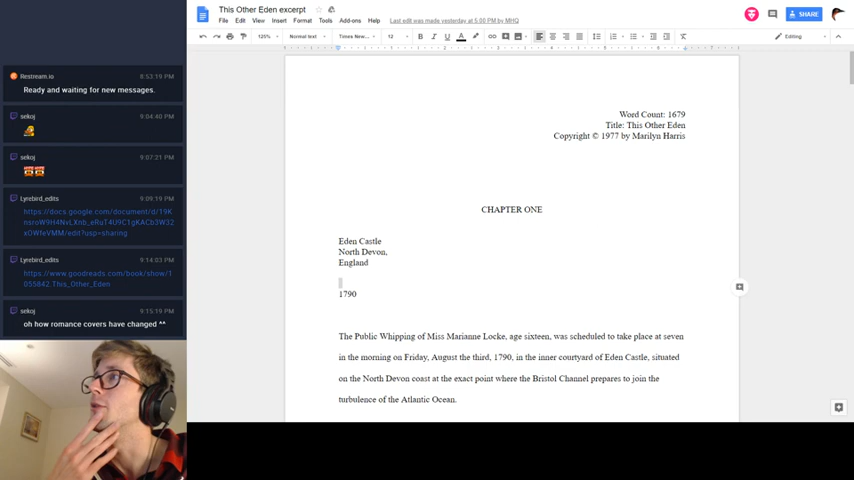 This Other Eden excerpt
File Edit View Insert Format Tools Add-ons Help
Last edit was made yesterday at 5:00 PM by MHQ
SHARE
125% Normal text Times New... 12
Editing
Restream.io 8:53:19 PM
Ready and waiting for new messages.
sekoj 9:04:40 PM
sekoj 9:07:21 PM
Lyrebird_edits 9:09:19 PM
https://docs.google.com/document/d/19K
Lyrebird_edits 9:14:03 PM
https://www.goodreads.com/book/show/1
055842.This_Other_Eden
sekoj 9:15:19 PM
oh how romance covers have changed ^^
Word Count: 1679
Title: This Other Eden
Copyright © 1977 by Marilyn Harris
CHAPTER ONE
Eden Castle
North Devon,
England
1790
The Public Whipping of Miss Marianne Locke, age sixteen, was scheduled to take place at seven
in the morning on Friday, August the third, 1790, in the inner courtyard of Eden Castle, situated
on the North Devon coast at the exact point where the Bristol Channel prepares to join the
turbulence of the Atlantic Ocean.